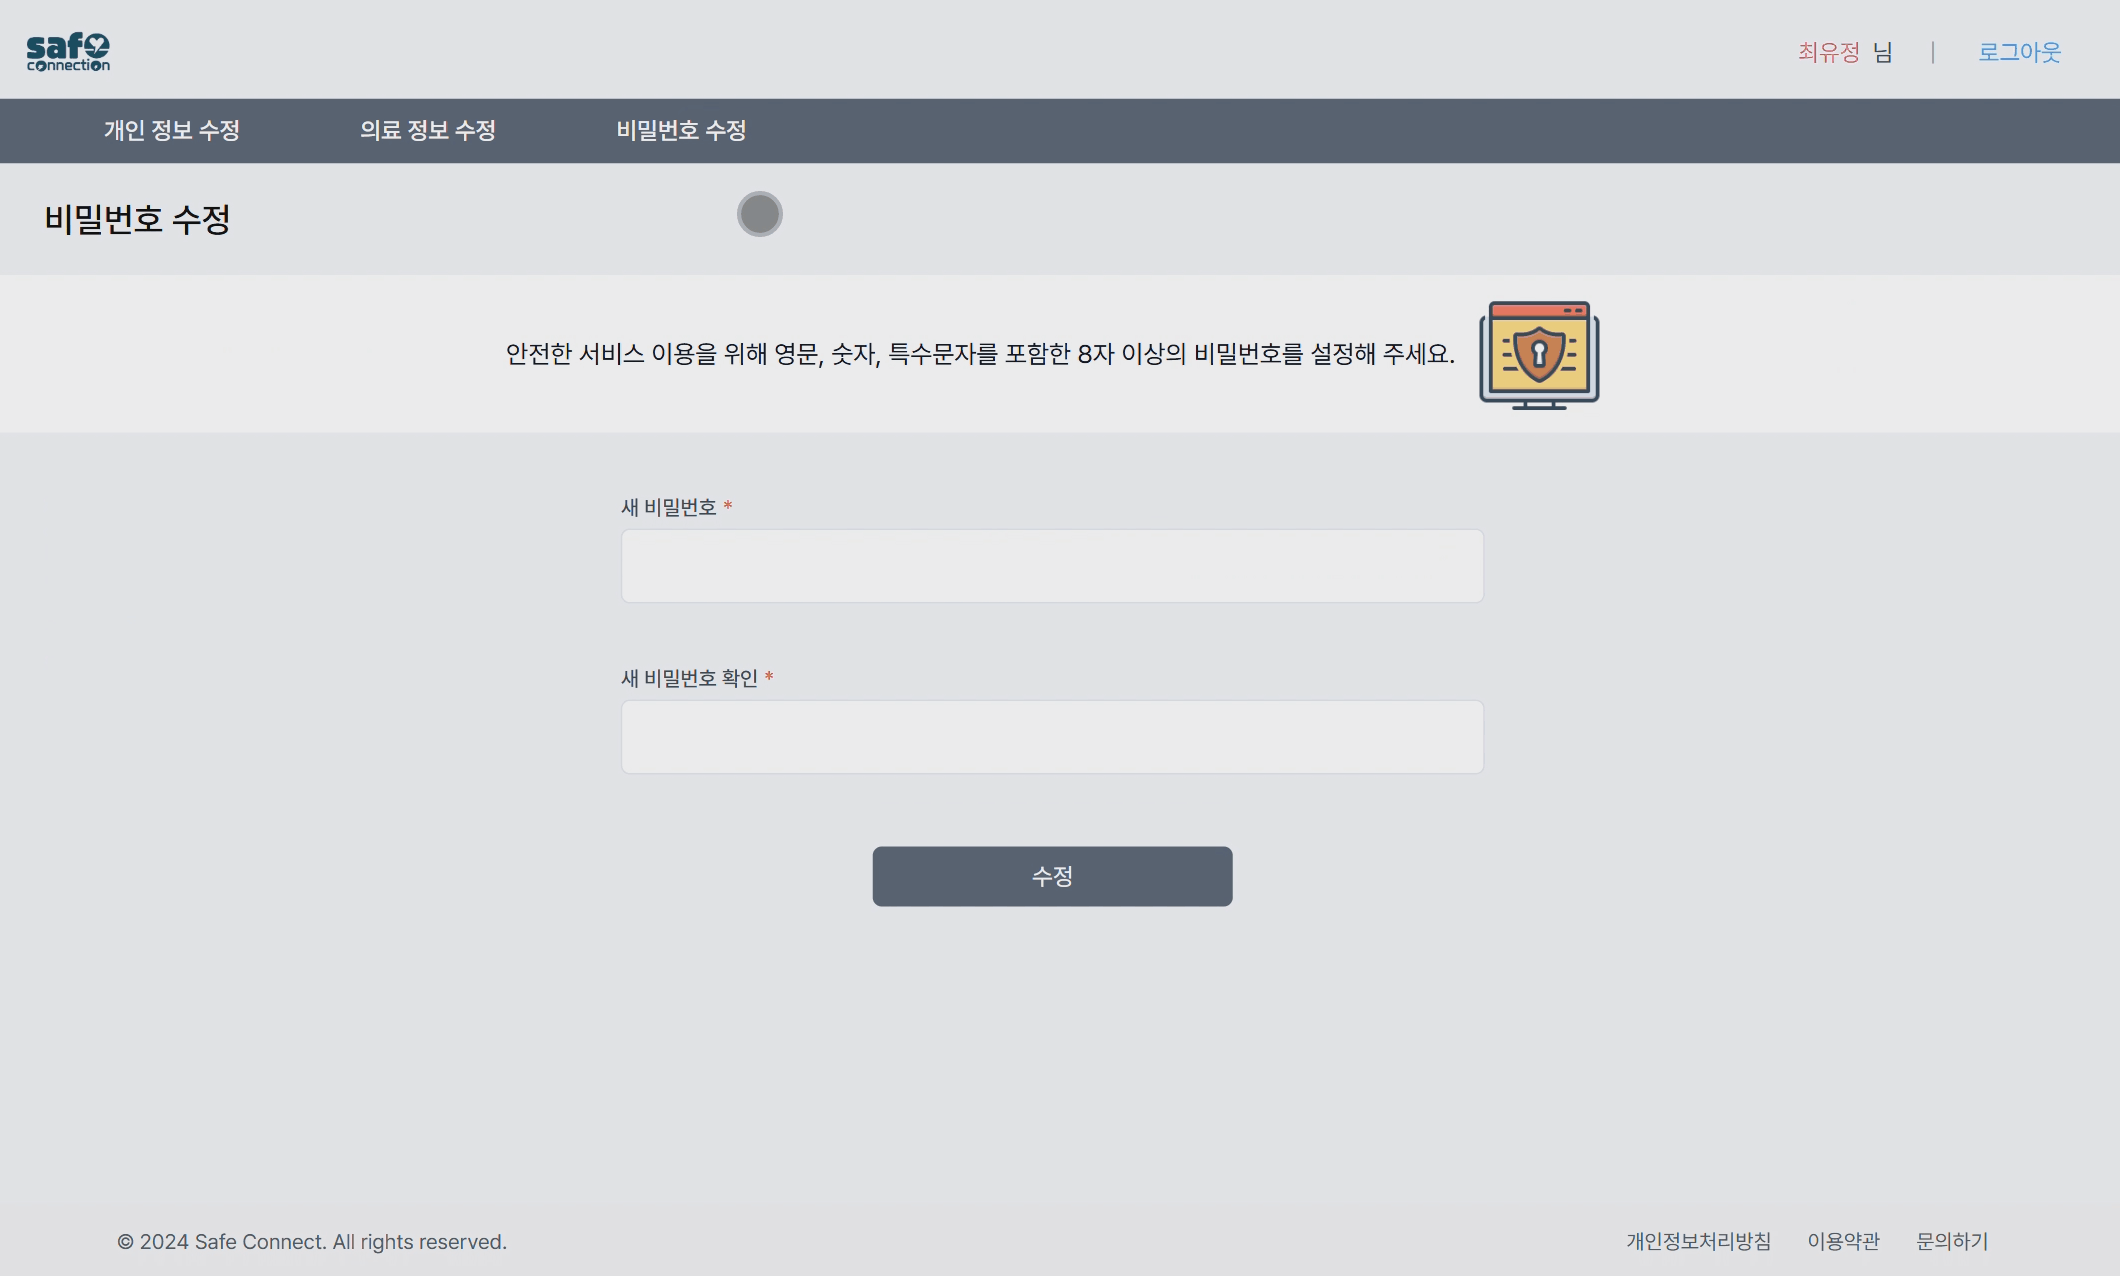 safe
connection
최유정 님 | 로그아웃
개인 정보 수정 의료 정보 수정 비밀번호 수정
비밀번호 수정
안전한 서비스 이용을 위해 영문, 숫자, 특수문자를 포함한 8자 이상의 비밀번호를 설정해 주세요.
새 비밀번호 *
새 비밀번호 확인 *
수정
© 2024 Safe Connect. All rights reserved. 개인정보처리방침 이용약관 문의하기